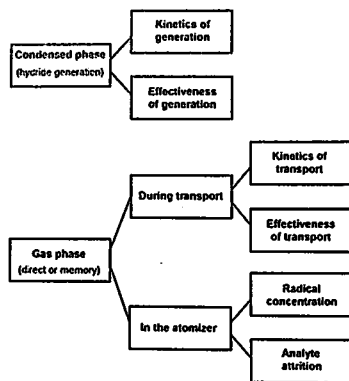 Kinetics of
generation
Condensed phase
(hydride generation)
Effectiveness
of generation
Kinetics of
transport
During transport
Effectiveness
of transport
Gas phase
(direct or memory)
Radical
concentration
In the atomizer
Analyte
attrition